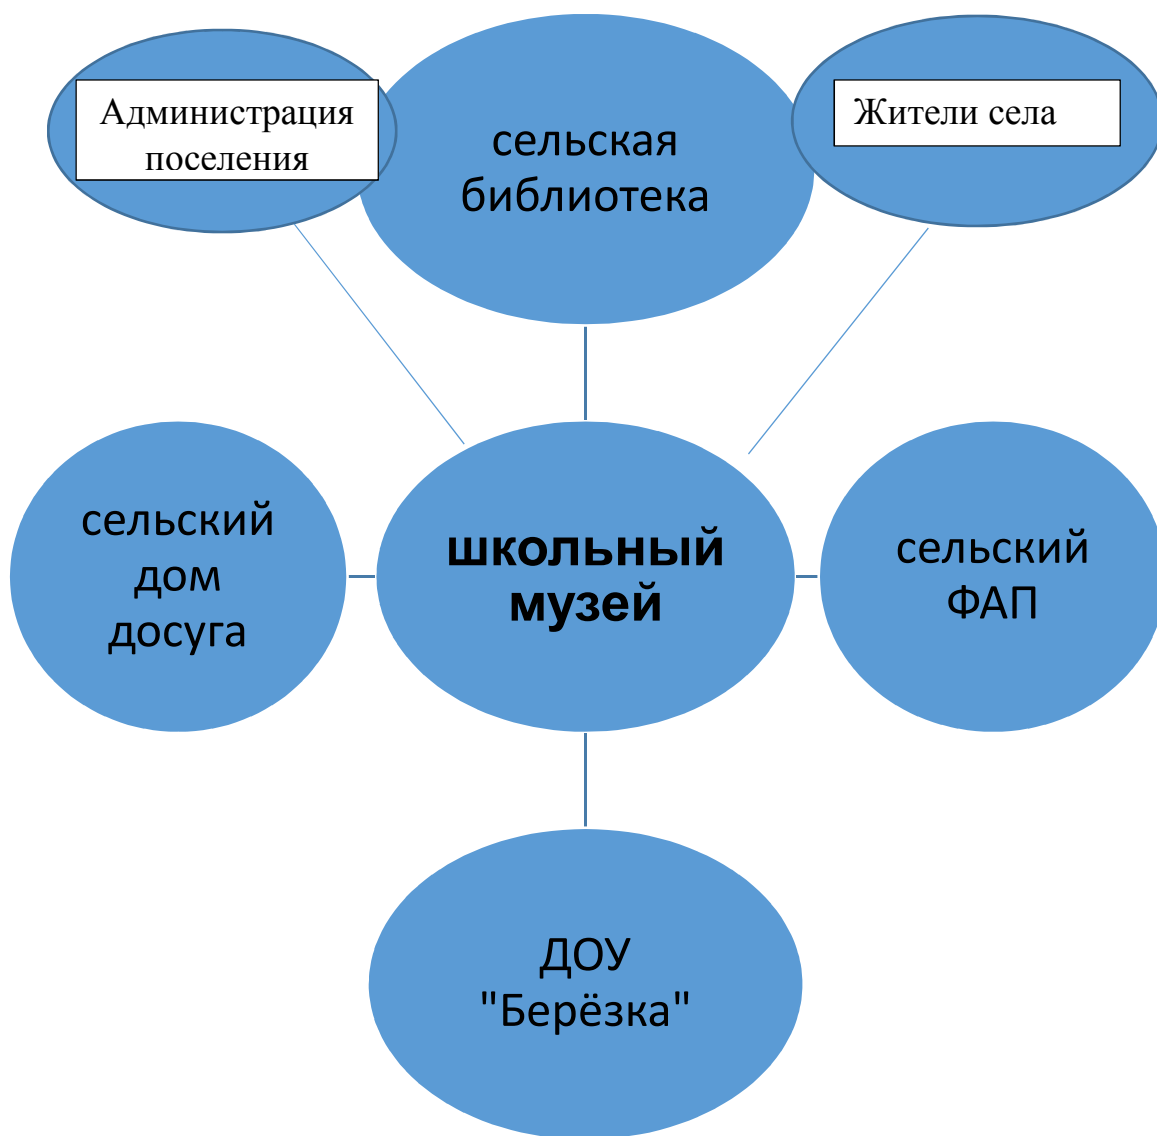 Администрация
поселения
сельская
библиотека
Жители села
сельский
дом
досуга
школьный
музей
сельский
ФАП
ДОУ
"Берёзка"